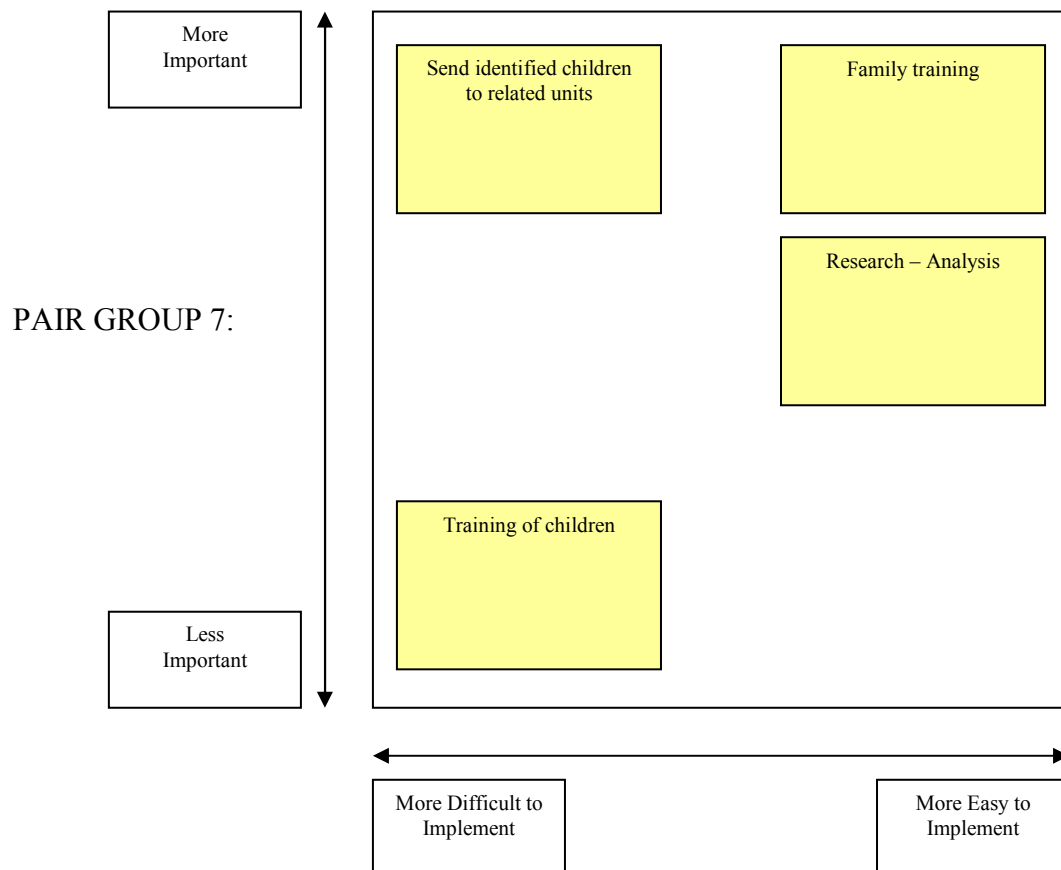 More
Important
Send identified children
to related units
Family training
Research – Analysis
PAIR GROUP 7:
Training of children
Less
Important
More Difficult to
Implement
More Easy to
Implement